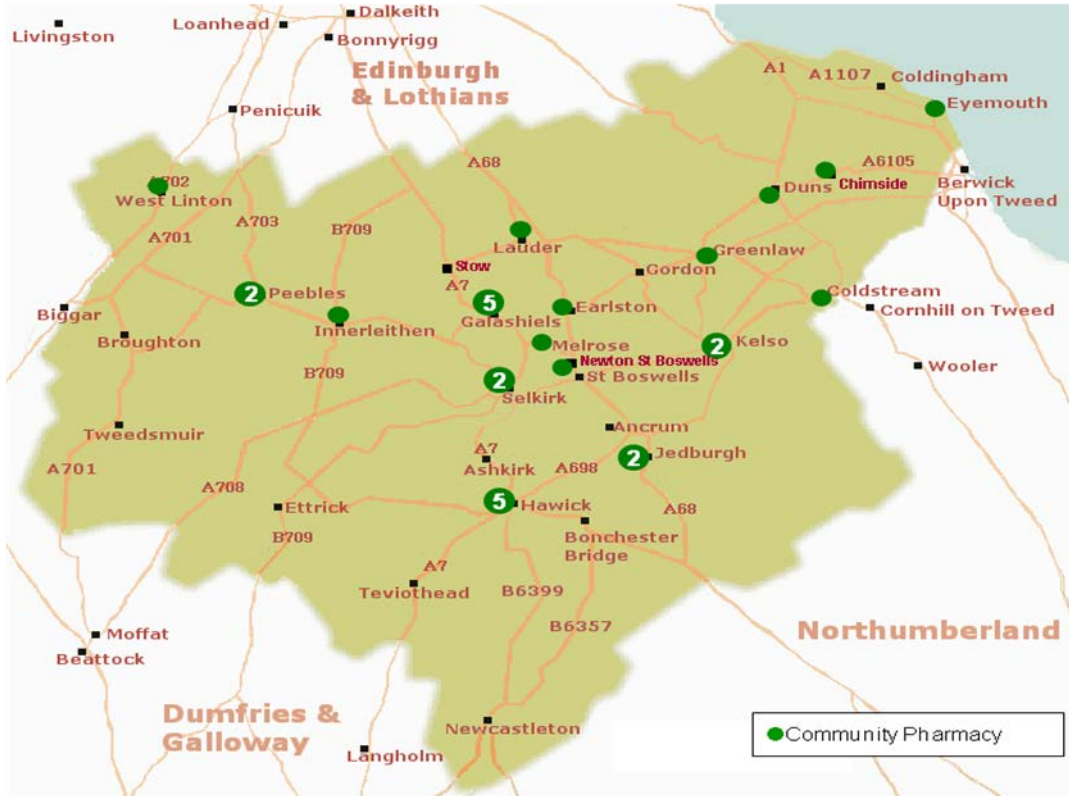 Dalkeith
Loanhead
Livingston
Bonnyrigg
Edinburgh
& Lothians
A1
A1107
Coldingham
Eyemouth
Penicuik
A68
A6105
Chirnside
Duns
Berwick
Upon Tweed
A702
West Linton
A703
B709
A701
Lauder
Greenlaw
Stow
Gordon
A7
Coldstream
2
Peebles
5
Earlston
Cornhill on Tweed
Biggar
Innerleithen
Galashiels
Broughton
Melrose
2
Kelso
Newton St Boswells
Wooler
B709
2
St Boswells
Selkirk
Tweedsmuir
Ancrum
A7
2
Jedburgh
A701
Ashkirk
A698
A708
5
Hawick
A68
Ettrick
B709
Bonchester
Bridge
A7
Teviothead
B6399
B6357
Moffat
Northumberland
Beattock
Dumfries &
Galloway
Newcastleton
Langholm
Community Pharmacy